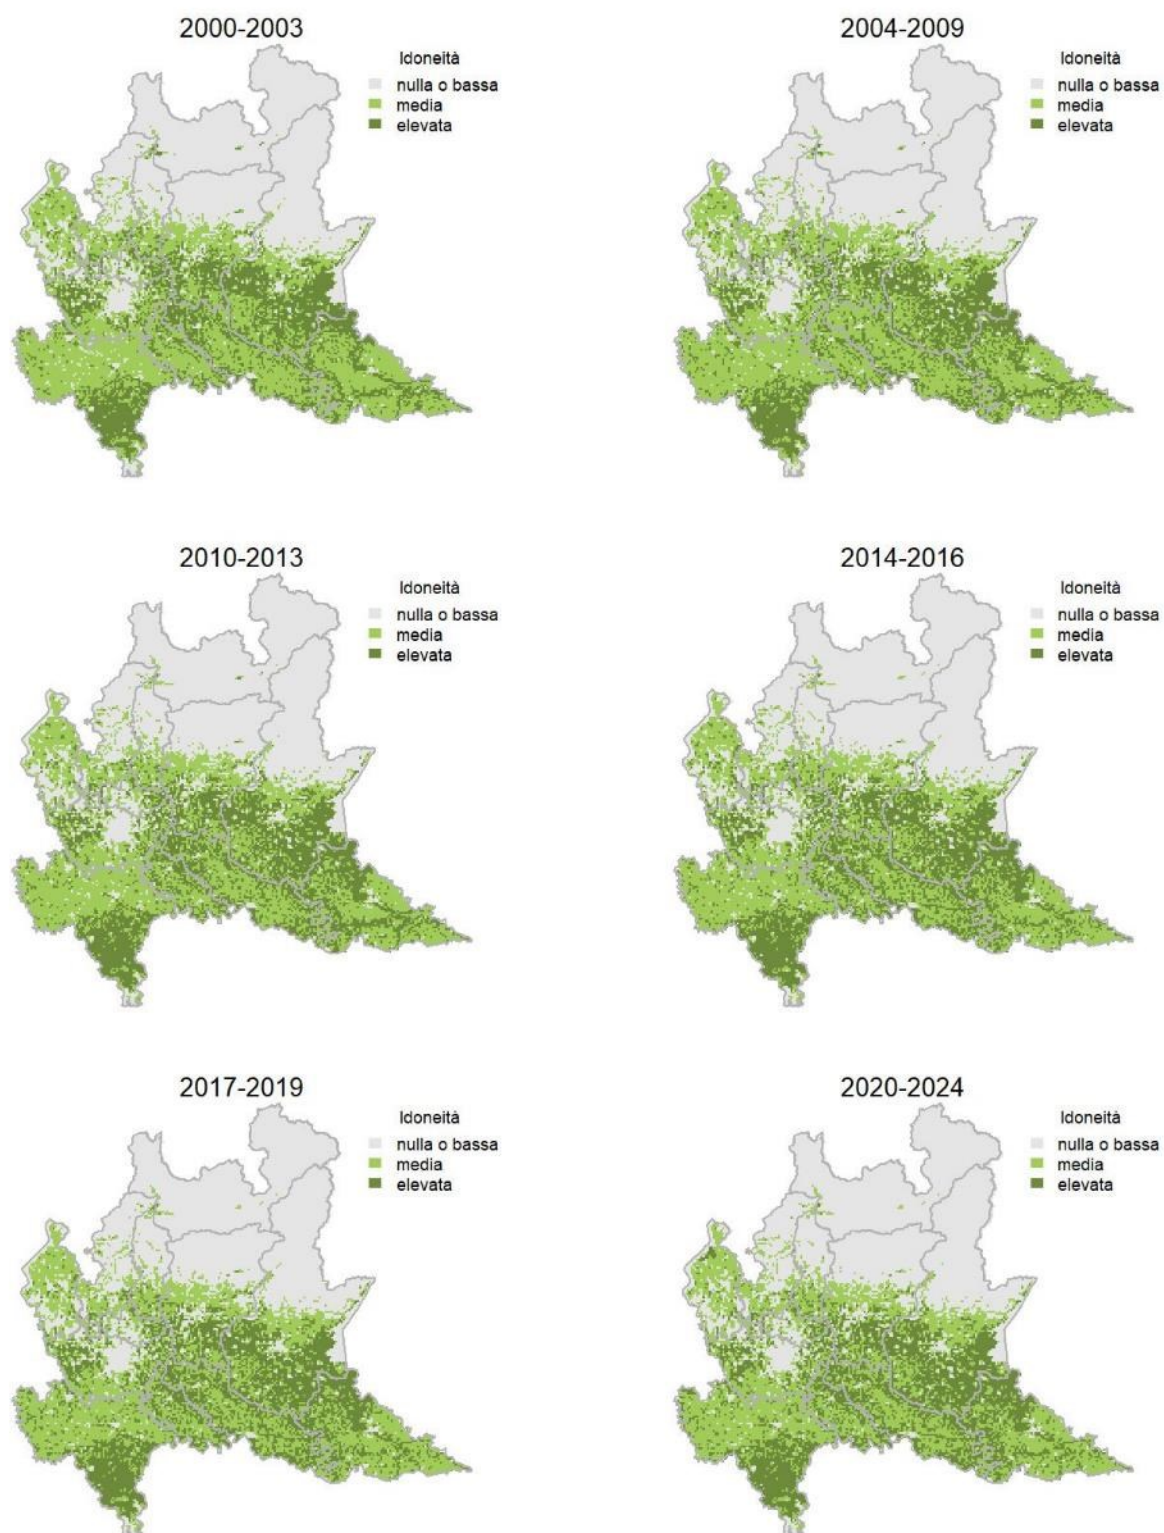 2000-2003
Idoneità
nulla o bassa
media
elevata
2004-2009
Idoneità
nulla o bassa
media
elevata
2010-2013
Idoneità
nulla o bassa
media
elevata
2014-2016
Idoneità
nulla o bassa
media
elevata
2017-2019
Idoneità
nulla o bassa
media
elevata
2020-2024
Idoneità
nulla o bassa
media
elevata